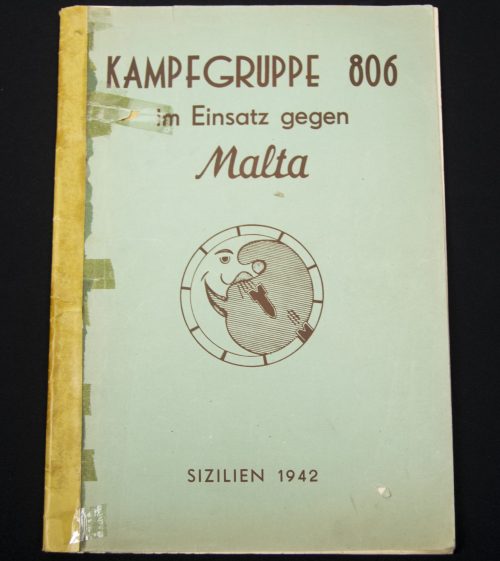 KAMPFGRUPPE 806
im Einsatz gegen
Malta
SIZILIEN 1942